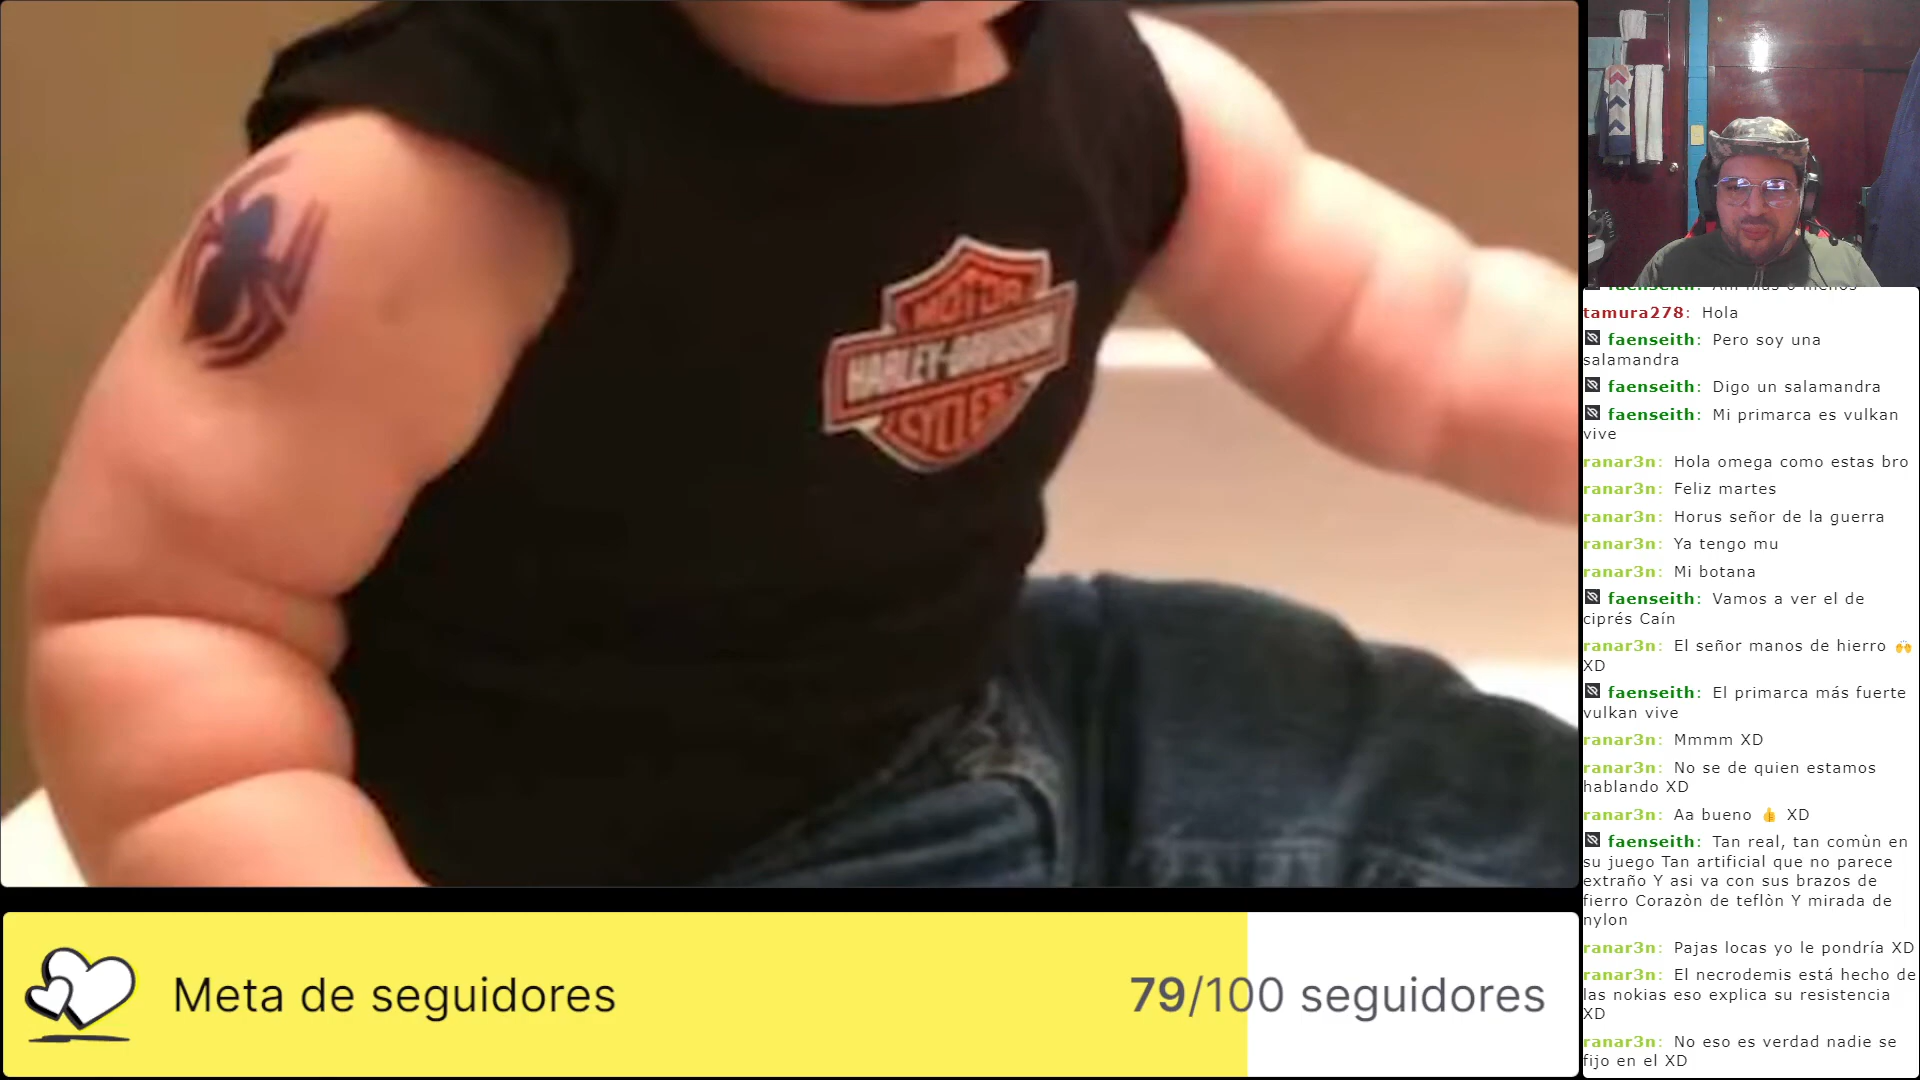 MOTOR
HARLEY-DAVIDSON
CYCLES
Meta de seguidores
79/100 seguidores
tamura278: Hola
faenseith: Pero soy una
salamandra
faenseith: Digo un salamandra
faenseith: Mi primarca es vulkan
vive
ranar3n: Hola omega como estas bro
ranar3n: Feliz martes
ranar3n: Horus señor de la guerra
ranar3n: Ya tengo mu
ranar3n: Mi botana
faenseith: Vamos a ver el de
ciprés Caín
ranar3n: El señor manos de hierro 🙌
XD
faenseith: El primarca más fuerte
vulkan vive
ranar3n: Mmmm XD
ranar3n: No se de quien estamos
hablando XD
ranar3n: Aa bueno 👍 XD
faenseith: Tan real, tan comùn en
su juego Tan artificial que no parece
extraño Y asi va con sus brazos de
fierro Corazòn de teflòn Y mirada de
nylon
ranar3n: Pajas locas yo le pondría XD
ranar3n: El necrodemis está hecho de
las nokias eso explica su resistencia
XD
ranar3n: No eso es verdad nadie se
fijo en el XD